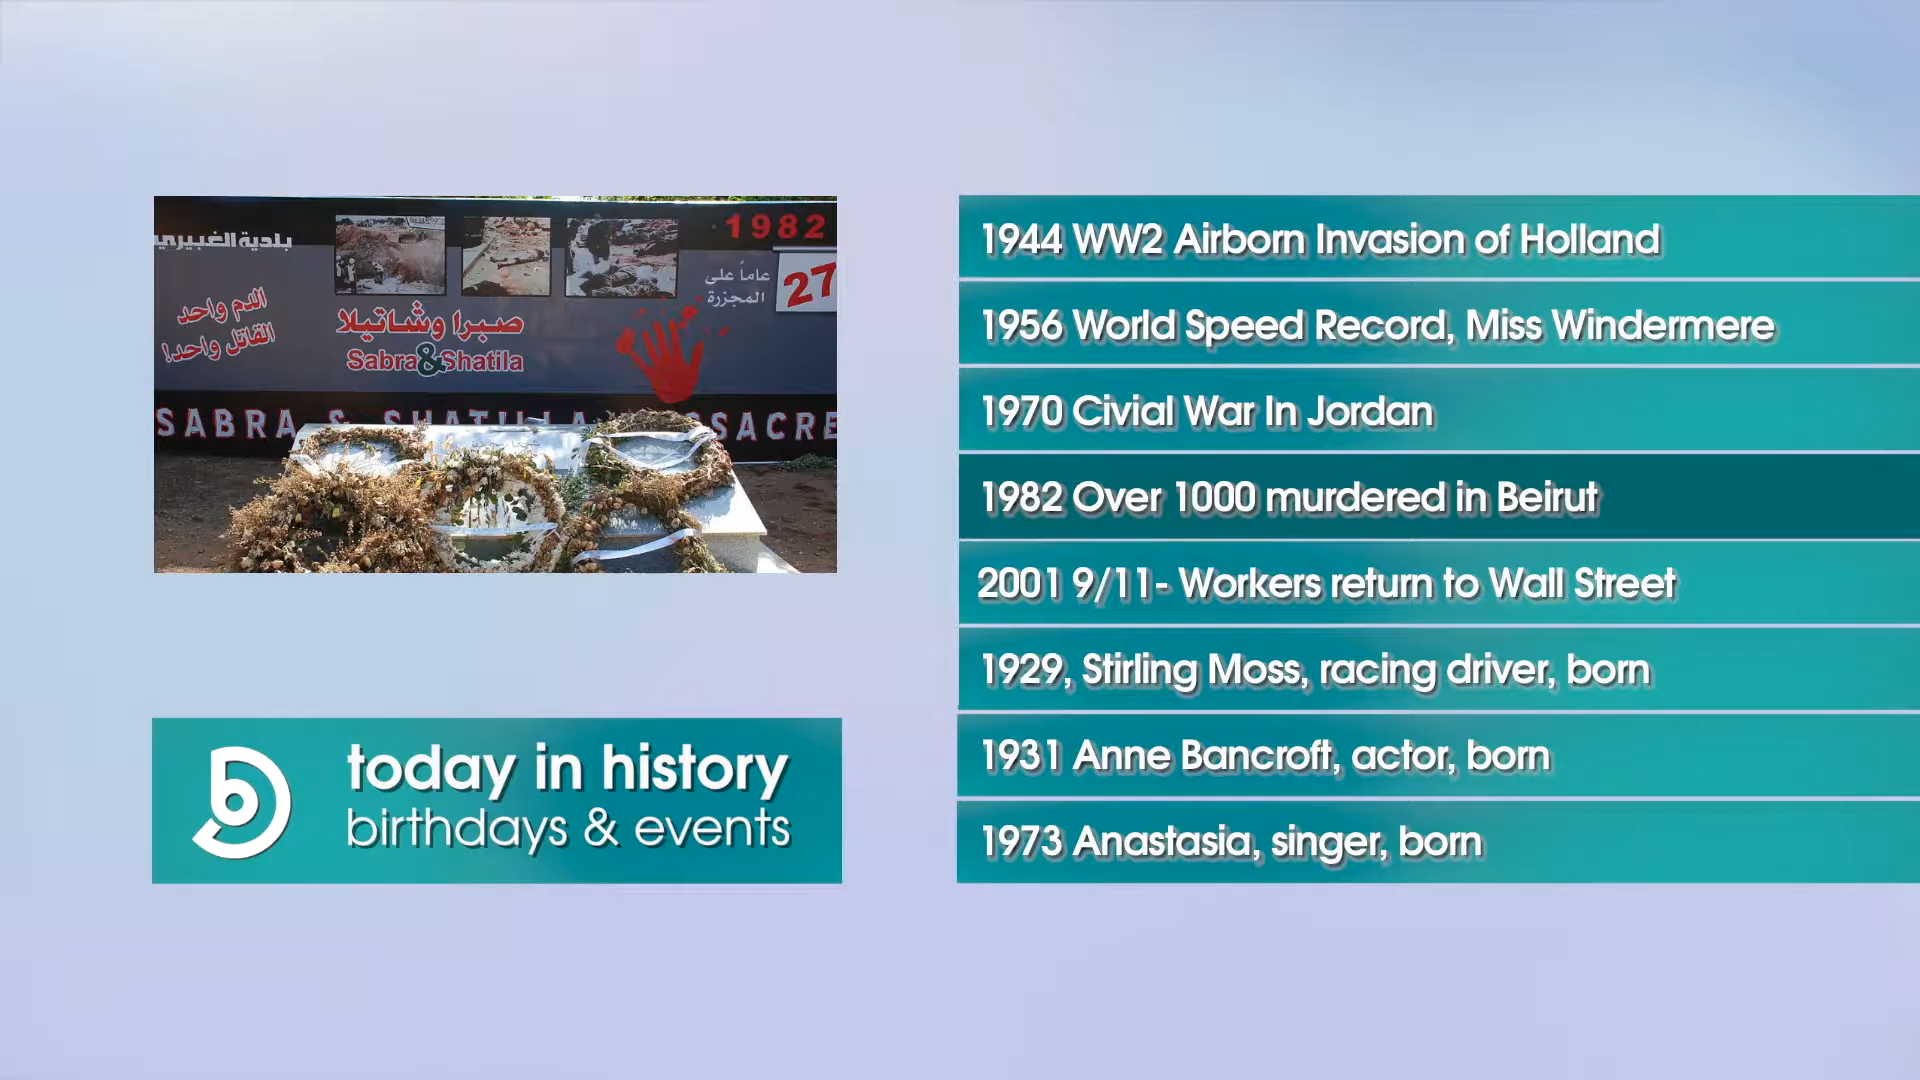 بلدية الغبيري
1982
عاماً على
المجزرة
27
الدم واحد
القاتل واحد!
صبرا وشاتيلا
Sabra & Shatila
SABRA & SHATILA MASSACRE
today in history
birthdays & events
1944 WW2 Airborn Invasion of Holland
1956 World Speed Record, Miss Windermere
1970 Civial War In Jordan
1982 Over 1000 murdered in Beirut
2001 9/11- Workers return to Wall Street
1929, Stirling Moss, racing driver, born
1931 Anne Bancroft, actor, born
1973 Anastasia, singer, born